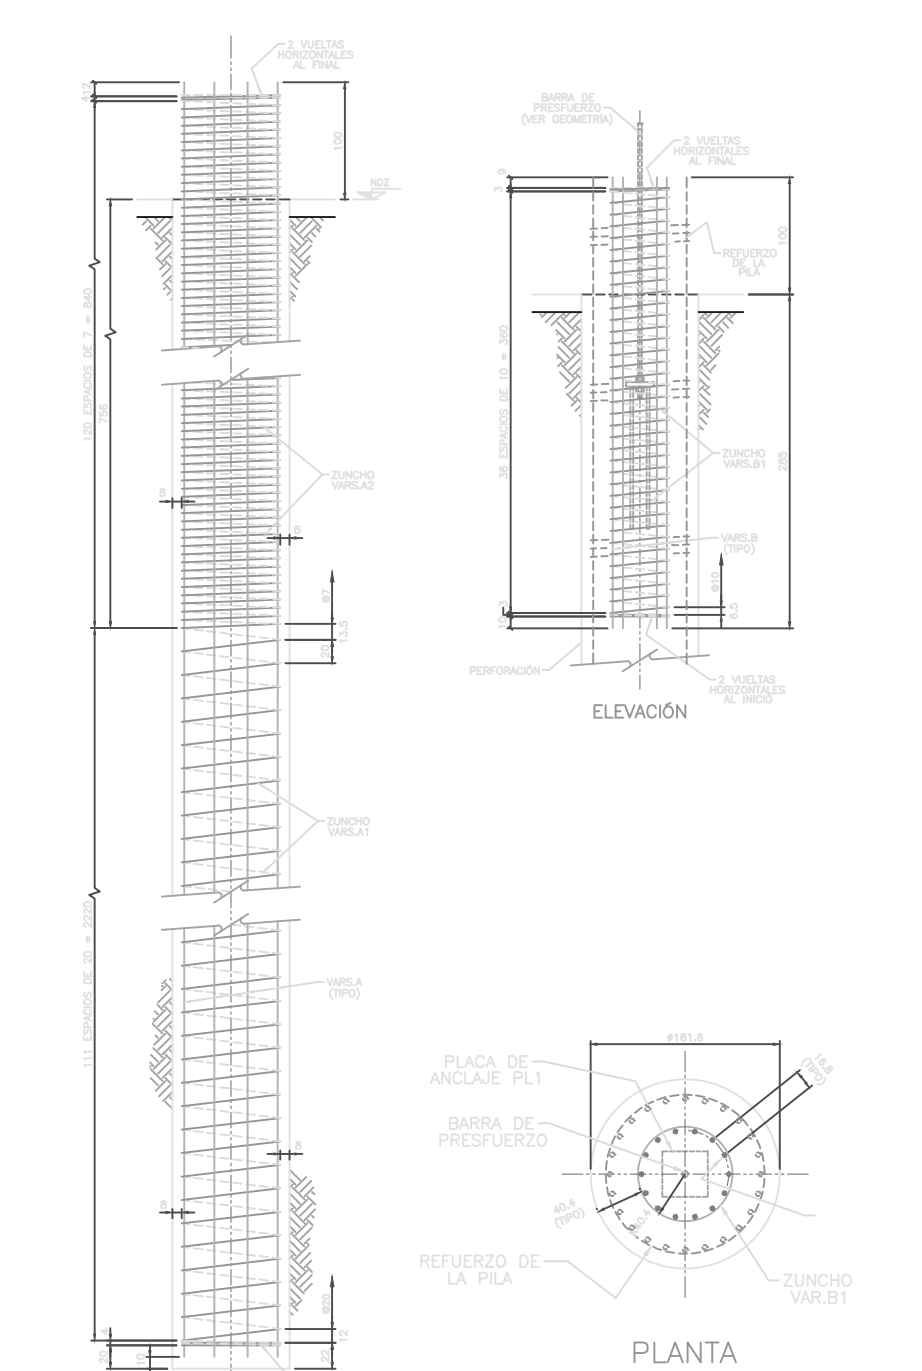 2 VUELTAS
HORIZONTALES
AL FINAL
412
100
NDZ
120 ESPACIOS DE 7 = 840
756
ZUNCHO
VARS.A2
8
8
@7
13.5
20
ZUNCHO
VARS.A1
111 ESPACIOS DE 20 = 2220
VARS.A
(TIPO)
8
8
@20
12
22
4
20
10
BARRA DE
PRESFUERZO
(VER GEOMETRÍA)
2 VUELTAS
HORIZONTALES
AL FINAL
9
3
REFUERZO
DE LA
PILA
100
36 ESPACIOS DE 10 = 360
ZUNCHO
VARS.B1
285
VARS.B
(TIPO)
@10
6.5
3
10
PERFORACIÓN
2 VUELTAS
HORIZONTALES
AL INICIO
ELEVACIÓN
ø161.6
16.8
(TIPO)
PLACA DE
ANCLAJE PL1
BARRA DE
PRESFUERZO
40.4
(TIPO)
REFUERZO DE
LA PILA
ZUNCHO
VAR.B1
PLANTA